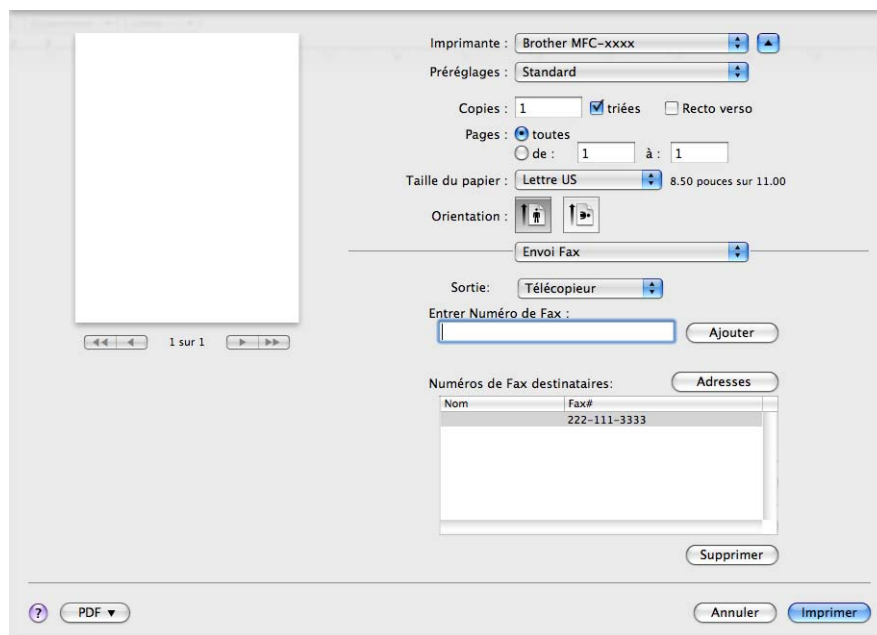 Imprimante : Brother MFC-xxxx
Préréglages : Standard
Copies : 1 triées Recto verso
Pages : toutes
de : 1 à : 1
Taille du papier : Lettre US 8.50 pouces sur 11.00
Orientation :
Envoi Fax
Sortie: Télécopieur
Entrer Numéro de Fax :
Ajouter
1 sur 1
Numéros de Fax destinataires: Adresses
Nom Fax#
222-111-3333
Supprimer
? PDF ▼ Annuler Imprimer